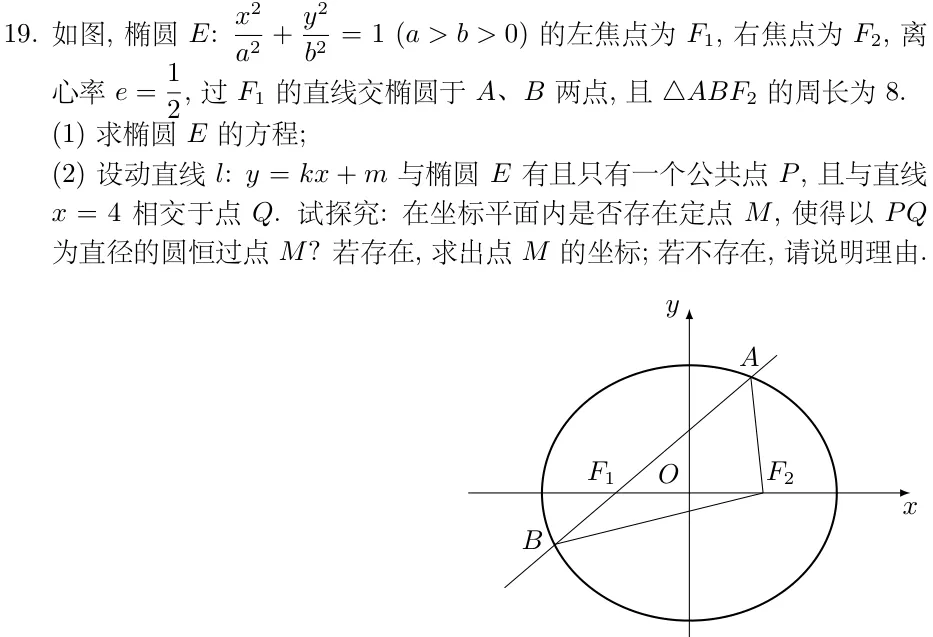 19. 如图, 椭圆 E: x²/a² + y²/b² = 1 (a > b > 0) 的左焦点为 F₁, 右焦点为 F₂, 离
心率 e = 1/2, 过 F₁ 的直线交椭圆于 A、B 两点, 且 △ABF₂ 的周长为 8.
(1) 求椭圆 E 的方程;
(2) 设动直线 l: y = kx + m 与椭圆 E 有且只有一个公共点 P, 且与直线
x = 4 相交于点 Q. 试探究: 在坐标平面内是否存在定点 M, 使得以 PQ
为直径的圆恒过点 M? 若存在, 求出点 M 的坐标; 若不存在, 请说明理由.
y
A
F₁ O F₂
x
B